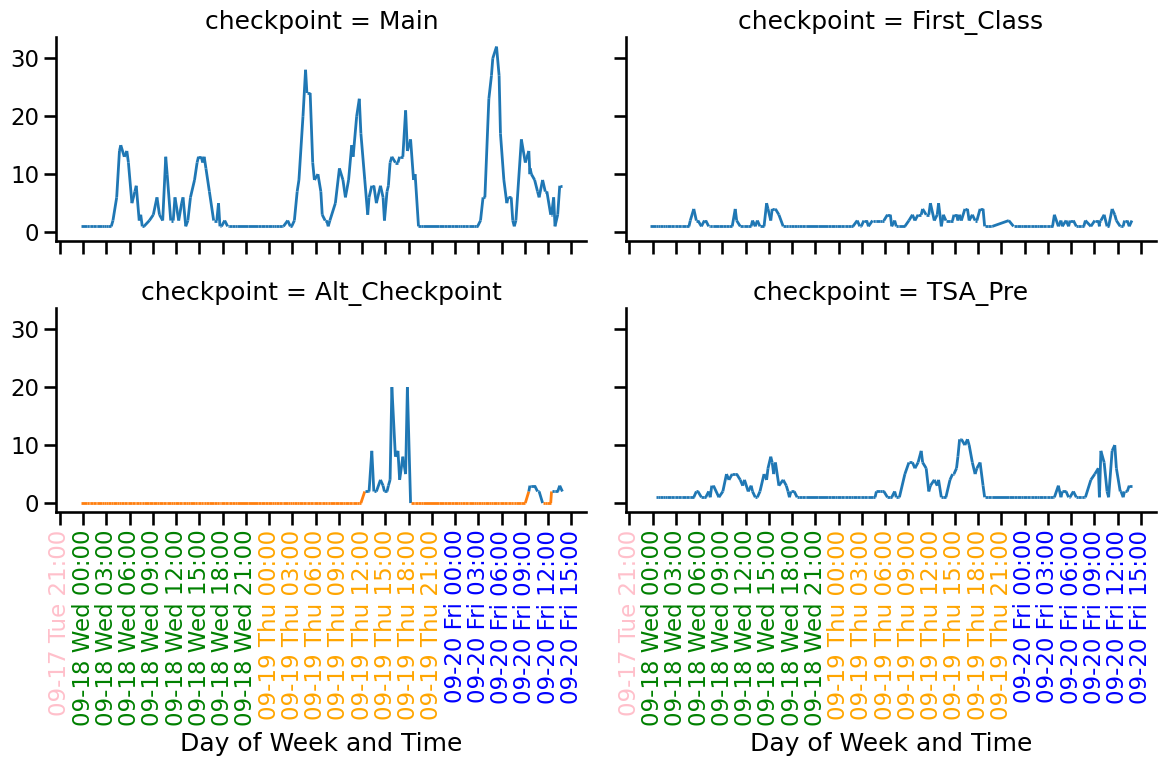 checkpoint = Main
checkpoint = First_Class
30
20
10
0
checkpoint = Alt_Checkpoint
checkpoint = TSA_Pre
30
20
10
0
09-17 Tue 21:00
09-18 Wed 00:00
09-18 Wed 03:00
09-18 Wed 06:00
09-18 Wed 09:00
09-18 Wed 12:00
09-18 Wed 15:00
09-18 Wed 18:00
09-18 Wed 21:00
09-19 Thu 00:00
09-19 Thu 03:00
09-19 Thu 06:00
09-19 Thu 09:00
09-19 Thu 12:00
09-19 Thu 15:00
09-19 Thu 18:00
09-19 Thu 21:00
09-20 Fri 00:00
09-20 Fri 03:00
09-20 Fri 06:00
09-20 Fri 09:00
09-20 Fri 12:00
09-20 Fri 15:00
09-17 Tue 21:00
09-18 Wed 00:00
09-18 Wed 03:00
09-18 Wed 06:00
09-18 Wed 09:00
09-18 Wed 12:00
09-18 Wed 15:00
09-18 Wed 18:00
09-18 Wed 21:00
09-19 Thu 00:00
09-19 Thu 03:00
09-19 Thu 06:00
09-19 Thu 09:00
09-19 Thu 12:00
09-19 Thu 15:00
09-19 Thu 18:00
09-19 Thu 21:00
09-20 Fri 00:00
09-20 Fri 03:00
09-20 Fri 06:00
09-20 Fri 09:00
09-20 Fri 12:00
09-20 Fri 15:00
Day of Week and Time
Day of Week and Time